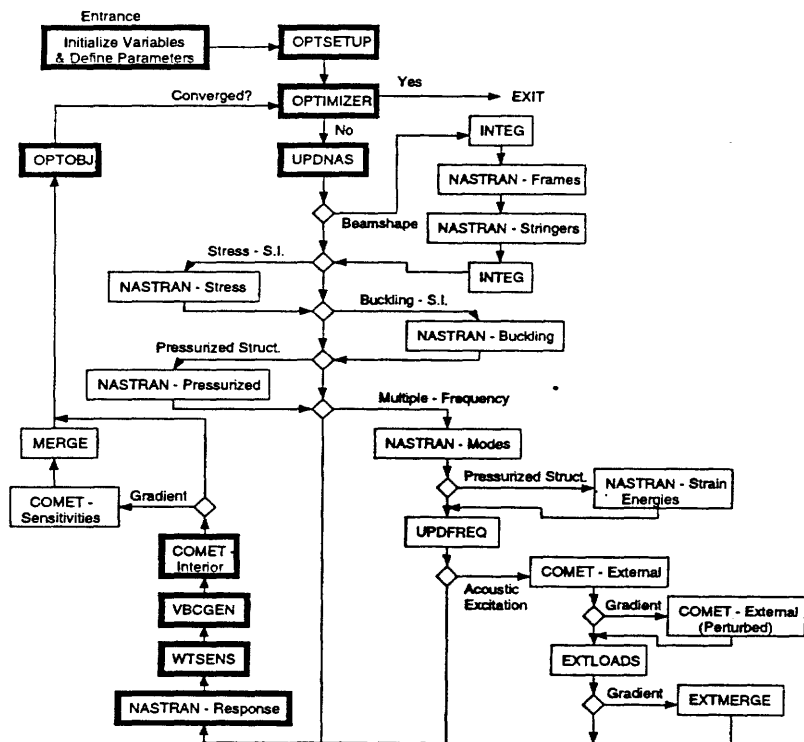 Entrance
Initialize Variables
& Define Parameters
OPTSETUP
Converged?
OPTIMIZER
Yes
EXIT
No
INTEG
OPTOBJ
UPDNAS
NASTRAN - Frames
Beamshape
NASTRAN - Stringers
Stress - S.I.
INTEG
NASTRAN - Stress
Buckling - S.I.
NASTRAN - Buckling
Pressurized Struct.
NASTRAN - Pressurized
Multiple - Frequency
MERGE
NASTRAN - Modes
Pressurized Struct.
NASTRAN - Strain
Energies
COMET -
Sensitivities
Gradient
UPDFREQ
COMET -
Interior
Acoustic
Excitation
COMET - External
VBCGEN
Gradient
COMET - External
(Perturbed)
WTSENS
EXTLOADS
NASTRAN - Response
Gradient
EXTMERGE